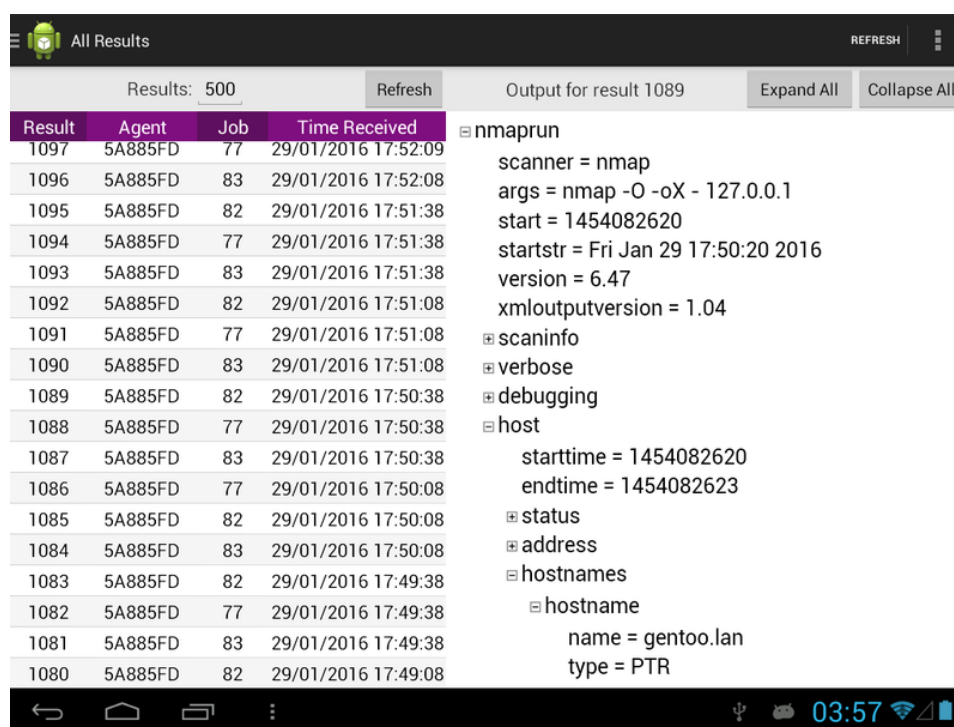 All Results
REFRESH
Results: 500 Refresh
Result Agent Job Time Received
1097 5A885FD 77 29/01/2016 17:52:09
1096 5A885FD 83 29/01/2016 17:52:08
1095 5A885FD 82 29/01/2016 17:51:38
1094 5A885FD 77 29/01/2016 17:51:38
1093 5A885FD 83 29/01/2016 17:51:38
1092 5A885FD 82 29/01/2016 17:51:08
1091 5A885FD 77 29/01/2016 17:51:08
1090 5A885FD 83 29/01/2016 17:51:08
1089 5A885FD 82 29/01/2016 17:50:38
1088 5A885FD 77 29/01/2016 17:50:38
1087 5A885FD 83 29/01/2016 17:50:38
1086 5A885FD 77 29/01/2016 17:50:08
1085 5A885FD 82 29/01/2016 17:50:08
1084 5A885FD 83 29/01/2016 17:50:08
1083 5A885FD 82 29/01/2016 17:49:38
1082 5A885FD 77 29/01/2016 17:49:38
1081 5A885FD 83 29/01/2016 17:49:38
1080 5A885FD 82 29/01/2016 17:49:08
Output for result 1089 Expand All Collapse All
nmaprun
scanner = nmap
args = nmap -O -oX - 127.0.0.1
start = 1454082620
startstr = Fri Jan 29 17:50:20 2016
version = 6.47
xmloutputversion = 1.04
scaninfo
verbose
debugging
host
starttime = 1454082620
endtime = 1454082623
status
address
hostnames
hostname
name = gentoo.lan
type = PTR
03:57